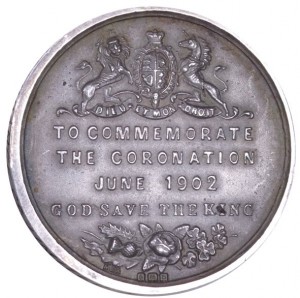 DIEU ET MON DROIT
TO COMMEMORATE
THE CORONATION
JUNE 1902
GOD SAVE THE KING